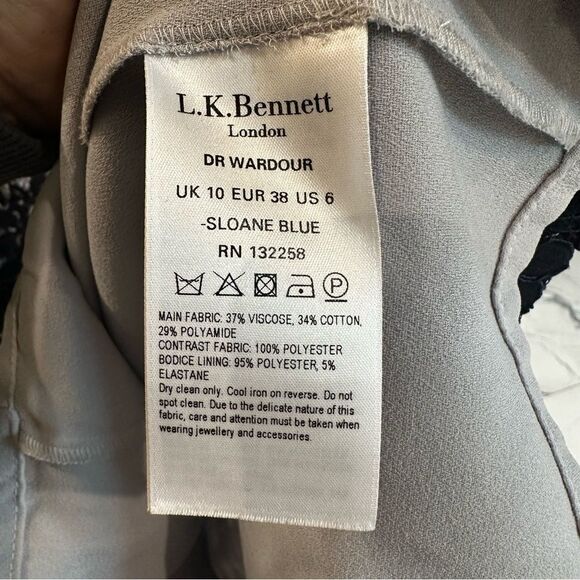 L.K.Bennett
London
DR WARDOUR
UK 10 EUR 38 US 6
-SLOANE BLUE
RN 132258
P
MAIN FABRIC: 37% VISCOSE, 34% COTTON,
29% POLYAMIDE
CONTRAST FABRIC: 100% POLYESTER
BODICE LINING: 95% POLYESTER, 5%
ELASTANE
Dry clean only. Cool iron on reverse. Do not
spot clean. Due to the delicate nature of this
fabric, care and attention must be taken when
wearing jewellery and accessories.